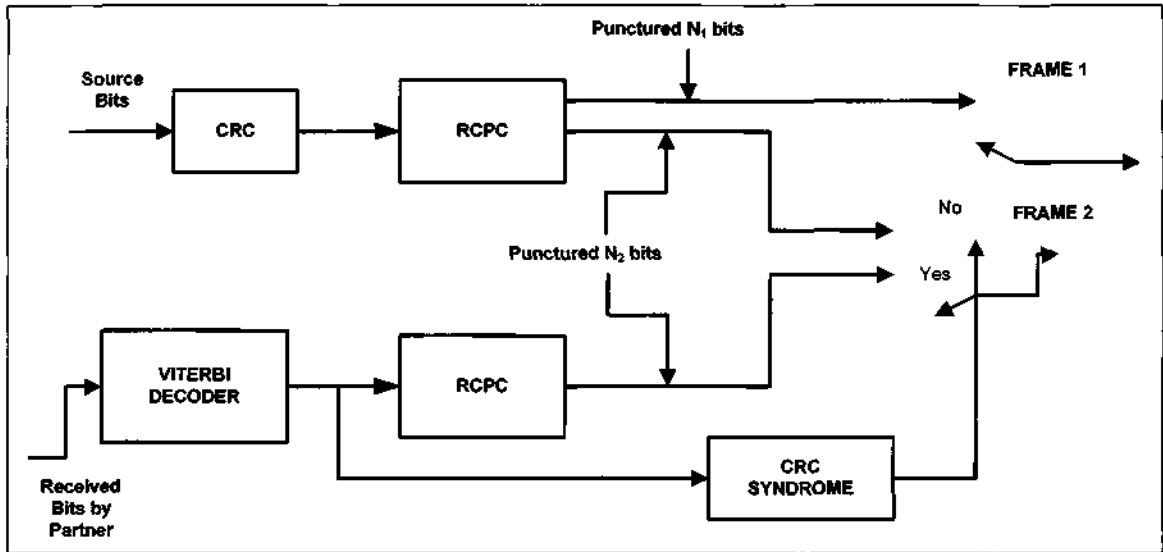 Punctured N₁ bits
FRAME 1
Source
Bits
CRC
RCPC
No
FRAME 2
Punctured N₂ bits
Yes
VITERBI
DECODER
RCPC
CRC
SYNDROME
Received
Bits by
Partner